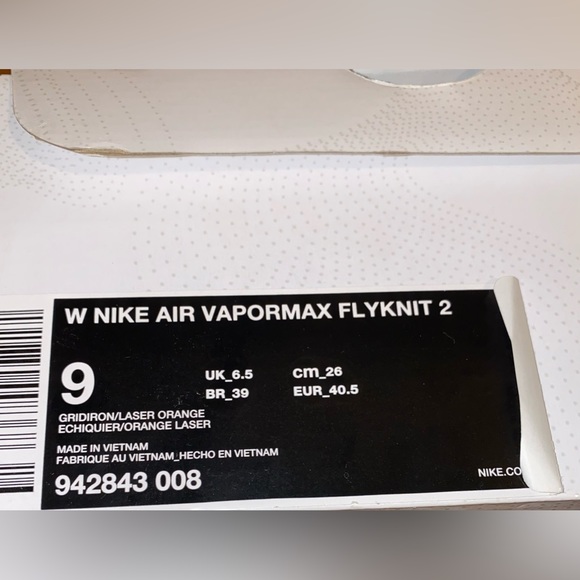 W NIKE AIR VAPORMAX FLYKNIT 2
9
UK_6.5 cm_26
BR_39 EUR_40.5
GRIDIRON/LASER ORANGE
ECHIQUIER/ORANGE LASER
MADE IN VIETNAM
FABRIQUE AU VIETNAM_HECHO EN VIETNAM
942843 008
NIKE.CO